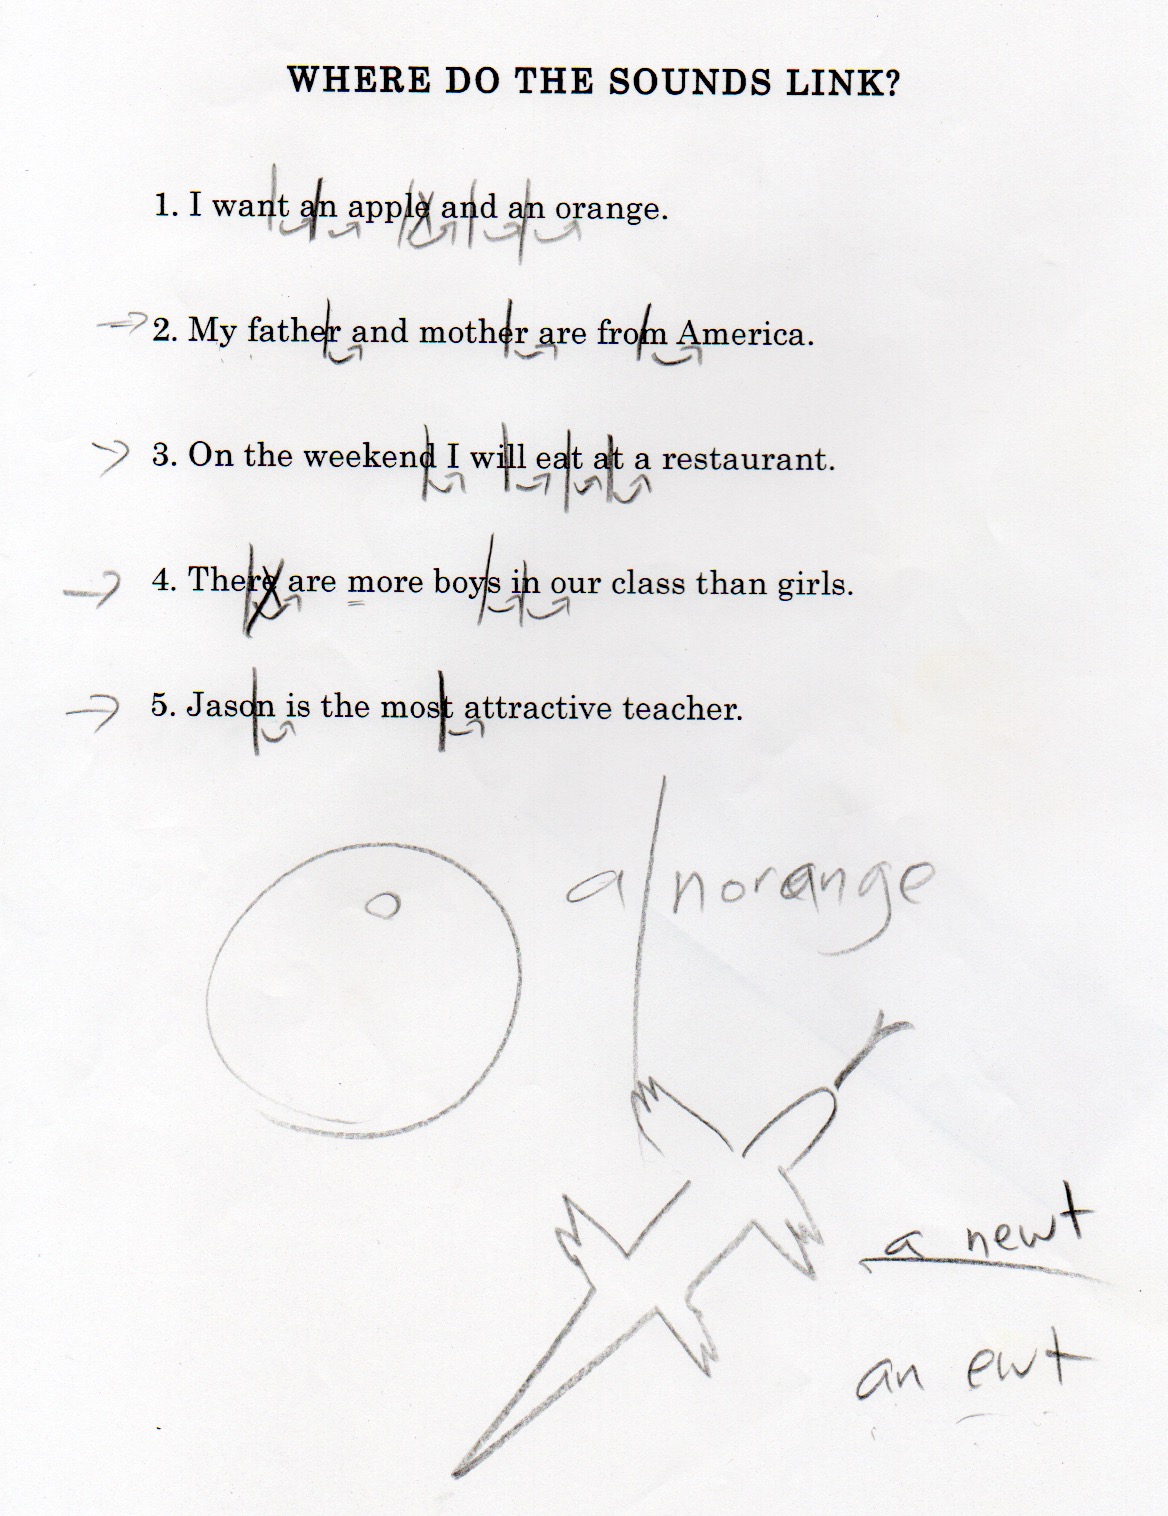 WHERE DO THE SOUNDS LINK?
1. I want an apple and an orange.
2. My father and mother are from America.
3. On the weekend I will eat at a restaurant.
4. There are more boys in our class than girls.
5. Jason is the most attractive teacher.
a/norange
a newt
an ewt